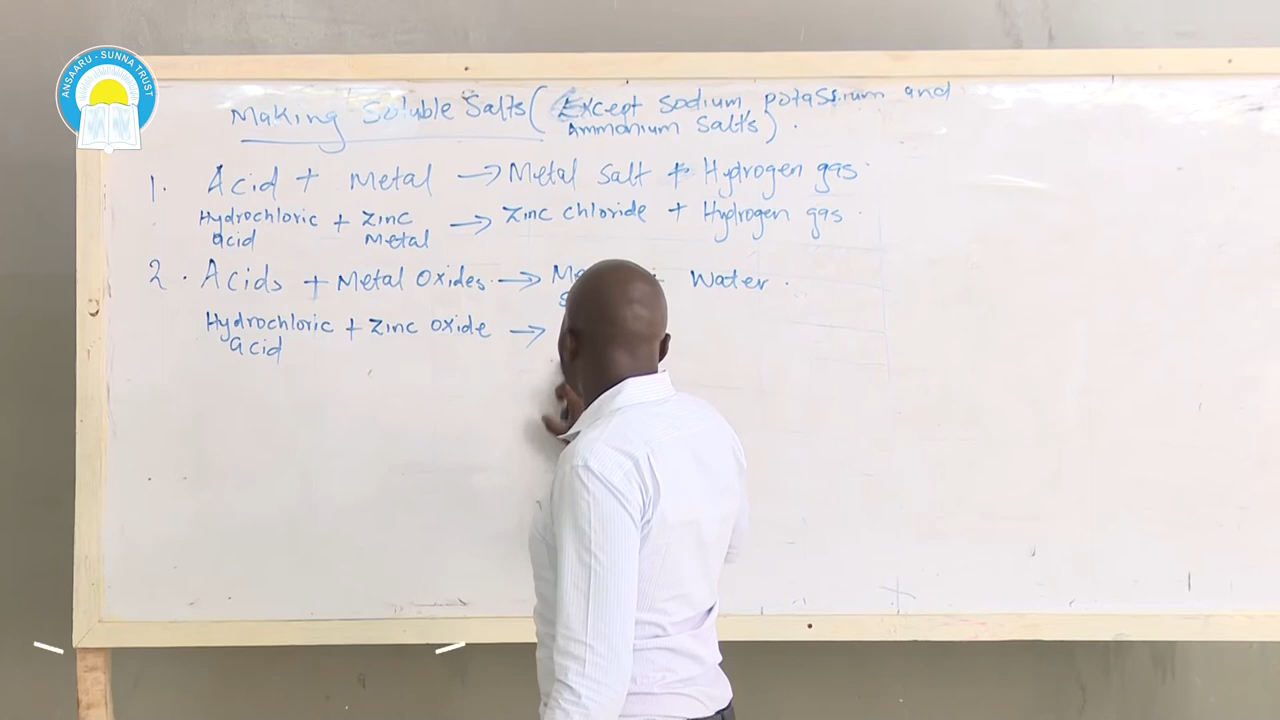 ANSAARU - SUNNA TRUST
Making Soluble Salts (Except Sodium, potassium and
Ammonium salts).
1. Acid + Metal → Metal salt + Hydrogen gas.
Hydrochloric + Zinc → Zinc chloride + Hydrogen gas.
acid Metal
2. Acids + Metal Oxides → Water.
Hydrochloric + Zinc oxide →
acid